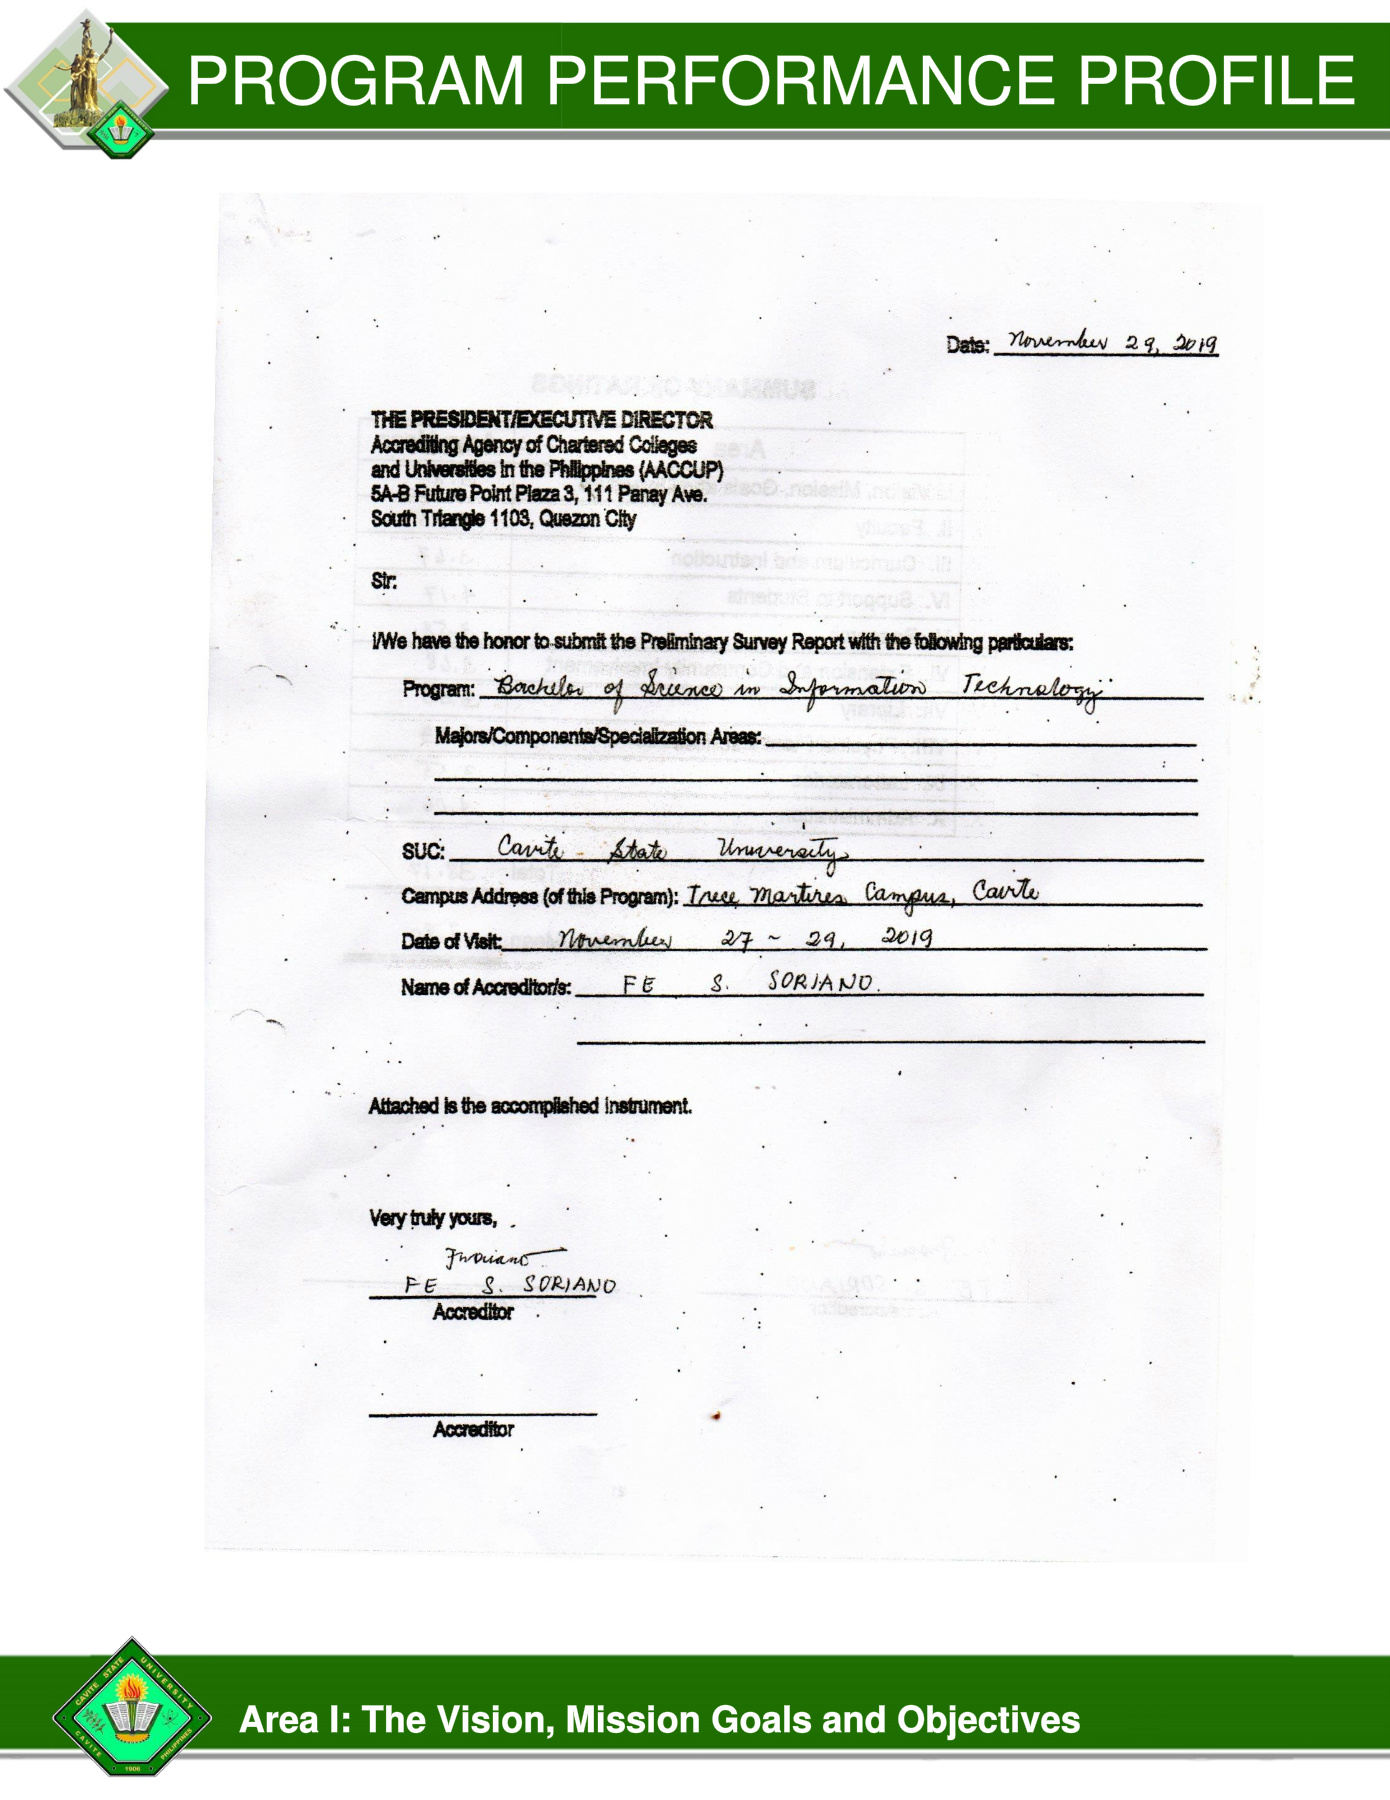 PROGRAM PERFORMANCE PROFILE
Date: November 29, 2019
THE PRESIDENT/EXECUTIVE DIRECTOR
Accrediting Agency of Chartered Colleges
and Universities in the Philippines (AACCUP)
5A-B Future Point Plaza 3, 111 Panay Ave.
South Triangle 1103, Quezon City
Sir:
I/We have the honor to submit the Preliminary Survey Report with the following particulars:
Program: Bachelor of Science in Information Technology
Majors/Components/Specialization Areas:
SUC: Cavite State University
Campus Address (of this Program): Trece Martires Campus, Cavite
Date of Visit: November 27 - 29, 2019
Name of Accreditor/s: FE S. SORIANO.
Attached is the accomplished instrument.
Very truly yours,
FE S. SORIANO
Accreditor
Accreditor
CAVITE STATE UNIVERSITY
CAVITE PHILIPPINES
1906
Area I: The Vision, Mission Goals and Objectives